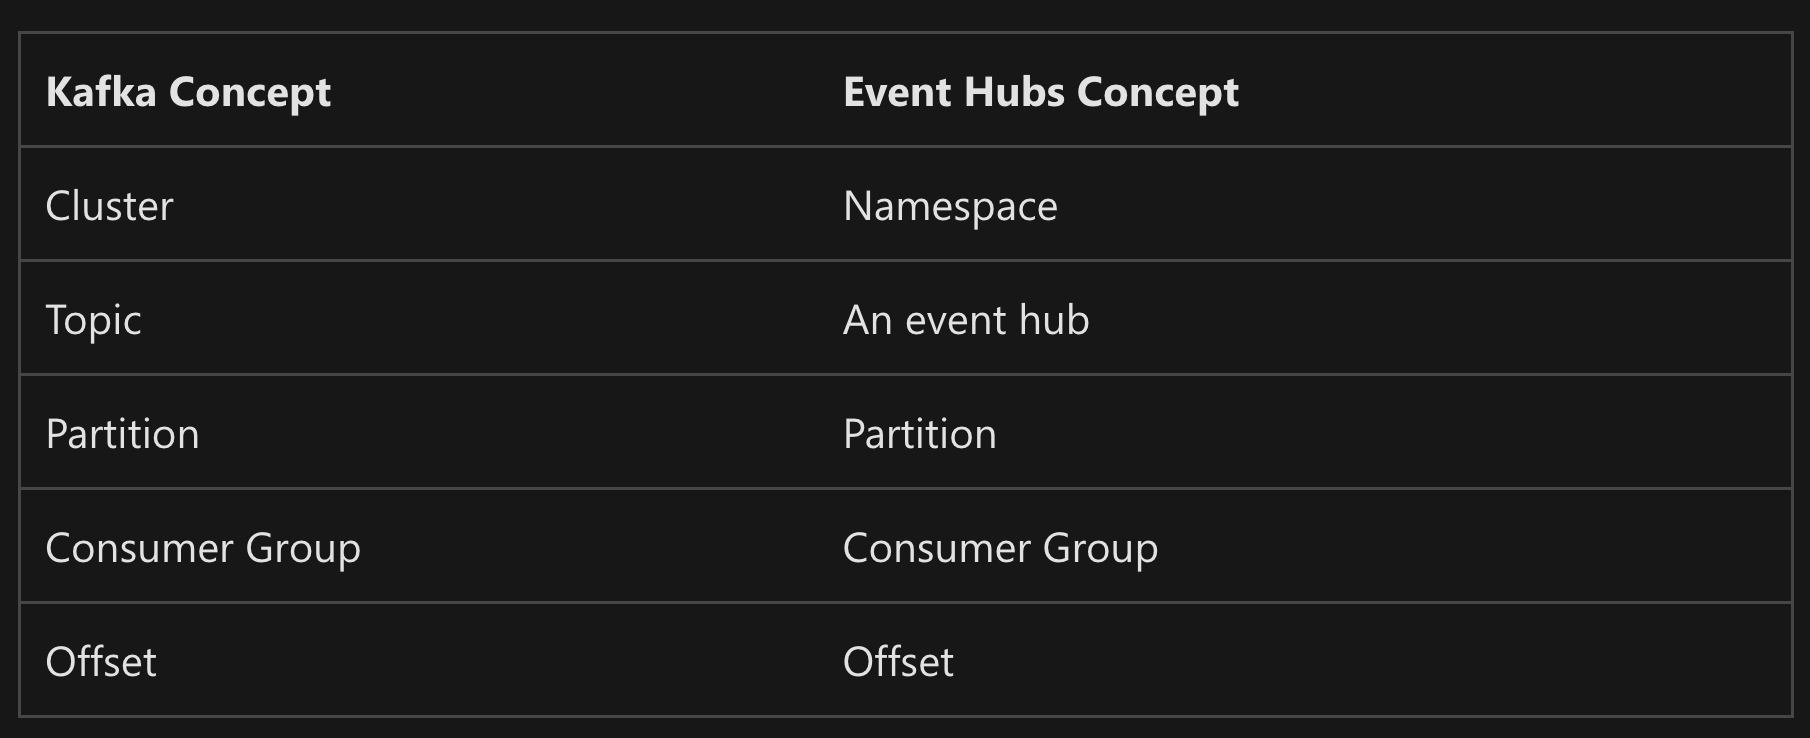 Kafka Concept Event Hubs Concept
Cluster Namespace
Topic An event hub
Partition Partition
Consumer Group Consumer Group
Offset Offset